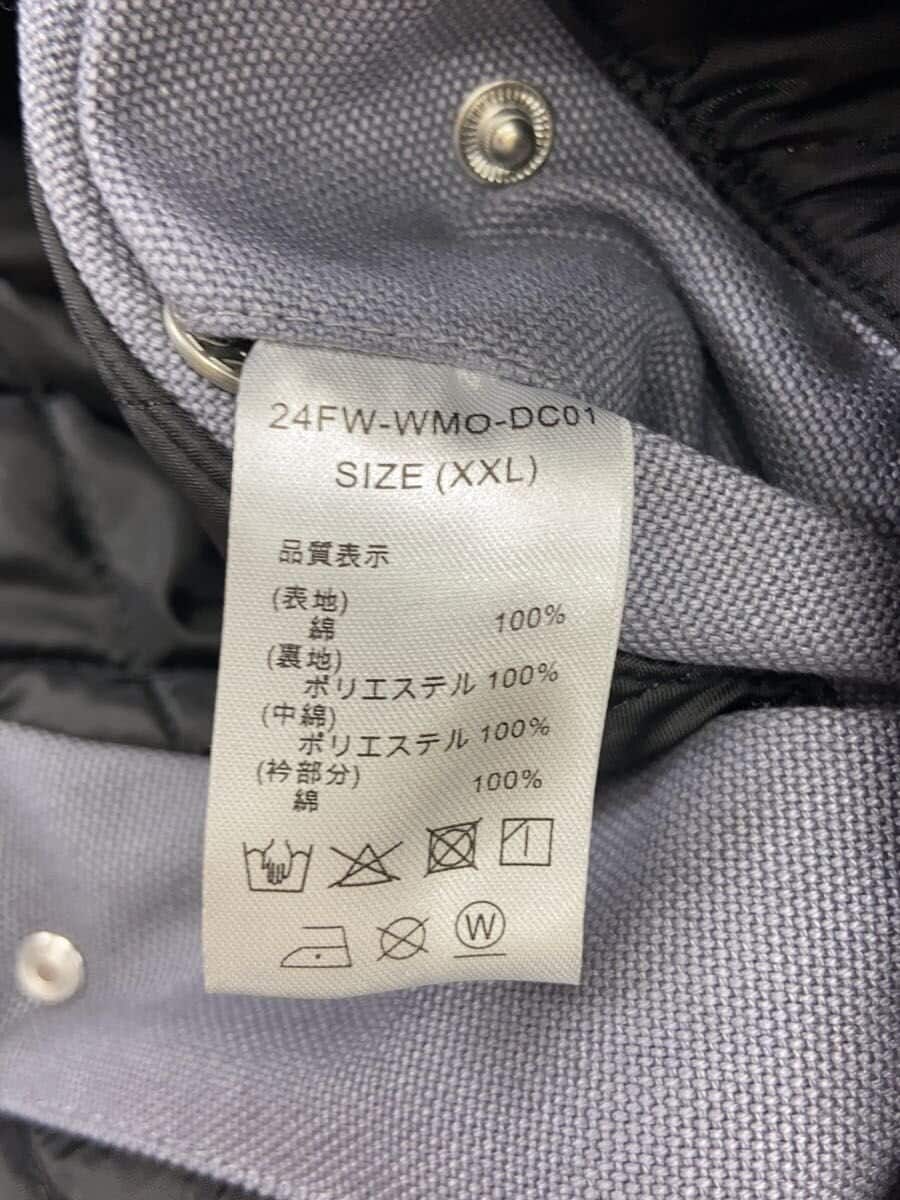 24FW-WMO-DC01
SIZE (XXL)
品質表示
(表地)
綿 100%
(裏地)
ポリエステル 100%
(中綿)
ポリエステル 100%
(衿部分)
綿 100%
W